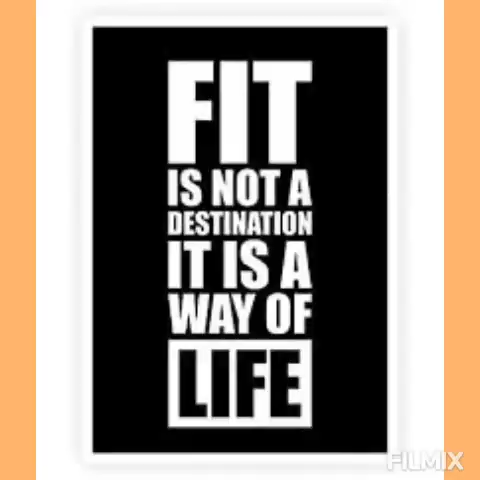 FIT
IS NOT A
DESTINATION
IT IS A
WAY OF
LIFE
FILMIX